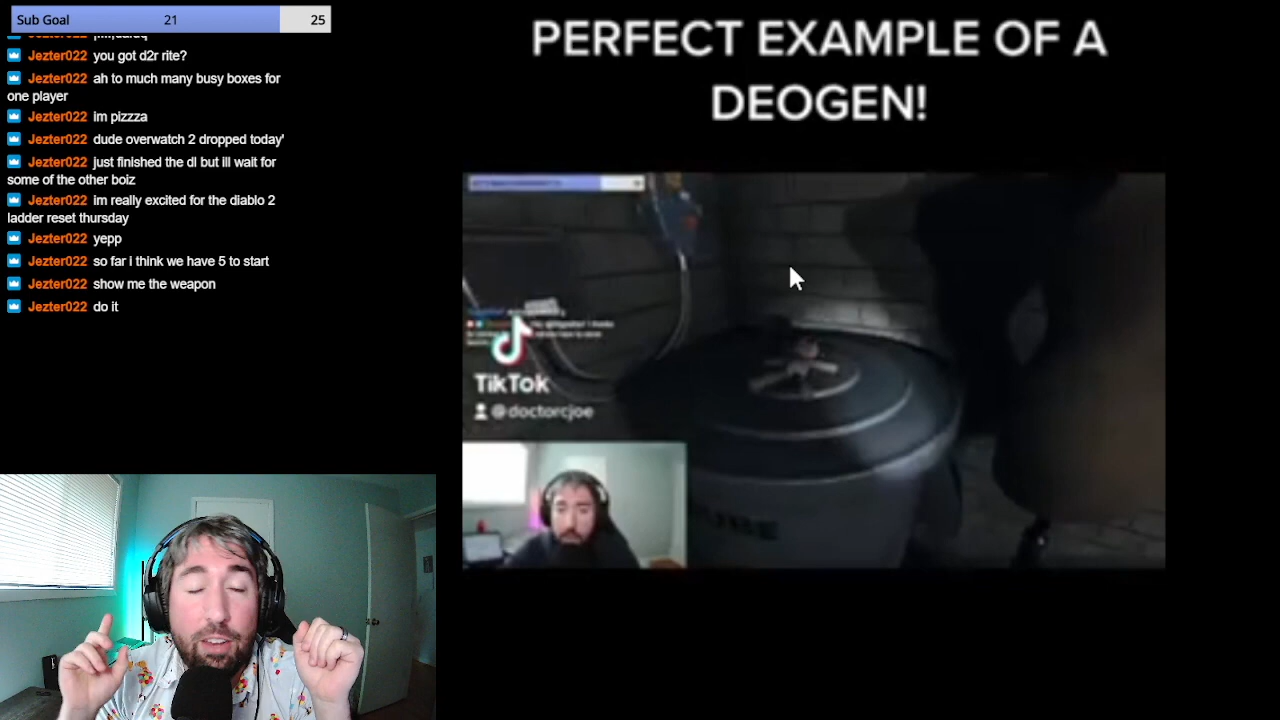 Sub Goal 21 25
Jezter022 you got d2r rite?
Jezter022 ah to much many busy boxes for
one player
Jezter022 im pizzza
Jezter022 dude overwatch 2 dropped today'
Jezter022 just finished the dl but ill wait for
some of the other boiz
Jezter022 im really excited for the diablo 2
ladder reset thursday
Jezter022 yepp
Jezter022 so far i think we have 5 to start
Jezter022 show me the weapon
Jezter022 do it
PERFECT EXAMPLE OF A
DEOGEN!
TikTok
@doctorcjoe